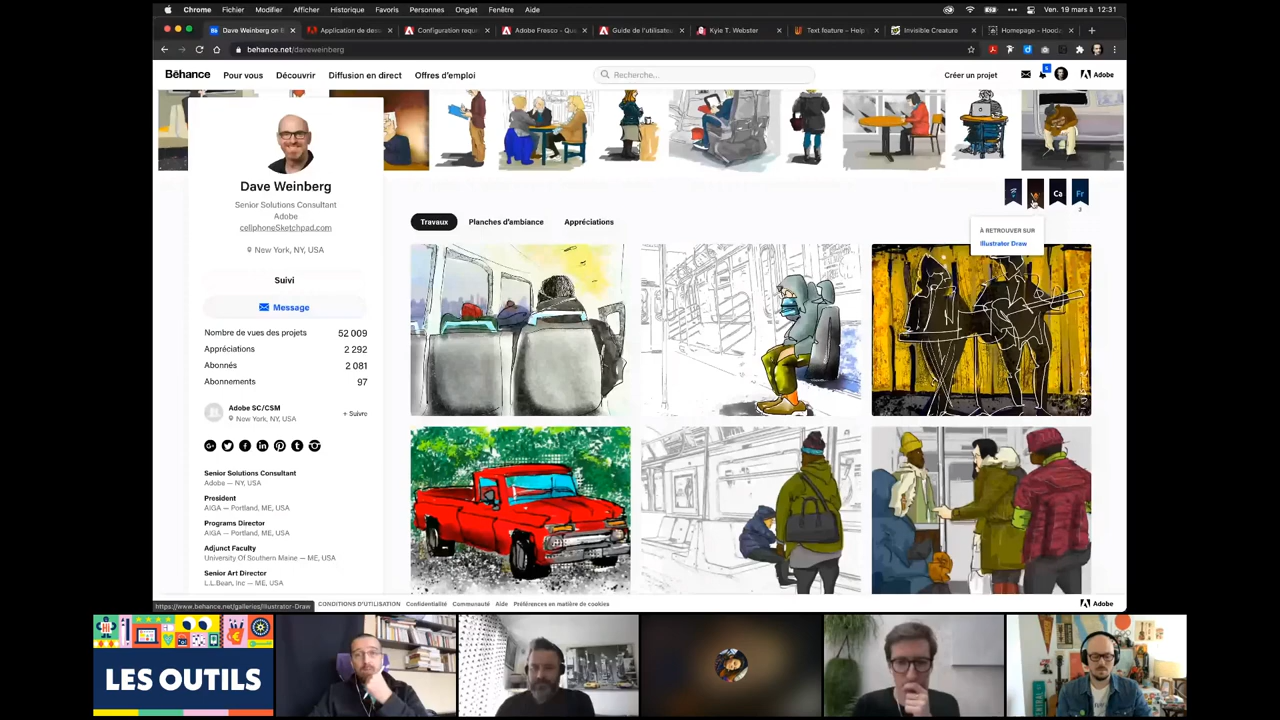 Chrome Fichier Modifier Afficher Historique Favoris Personnes Onglet Fenêtre Aide
Ven. 19 mars à 12:31
Dave Weinberg on B
Application de dess
Configuration requ
Adobe Fresco - Qu
Guide de l'utilisateu
Kyle T. Webster
Text feature – Help
Invisible Creature
Homepage - Hooda
behance.net/daveweinberg
Bēhance
Pour vous Découvrir Diffusion en direct Offres d'emploi
Recherche...
Créer un projet
Adobe
Dave Weinberg
Senior Solutions Consultant
Adobe
cellphoneSketchpad.com
New York, NY, USA
Suivi
Message
Nombre de vues des projets 52 009
Appréciations 2 292
Abonnés 2 081
Abonnements 97
Adobe SC/CSM
New York, NY, USA
+ Suivre
Senior Solutions Consultant
Adobe — NY, USA
President
AIGA — Portland, ME, USA
Programs Director
AIGA — Portland, ME, USA
Adjunct Faculty
University Of Southern Maine — ME, USA
Senior Art Director
L.L.Bean, Inc — ME, USA
Travaux Planches d'ambiance Appréciations
Ca
Fr
À RETROUVER SUR
Illustrator Draw
https://www.behance.net/galleries/Illustrator-Draw
CONDITIONS D'UTILISATION Confidentialité Communauté Aide Préférences en matière de cookies
Adobe
HI
LES OUTILS